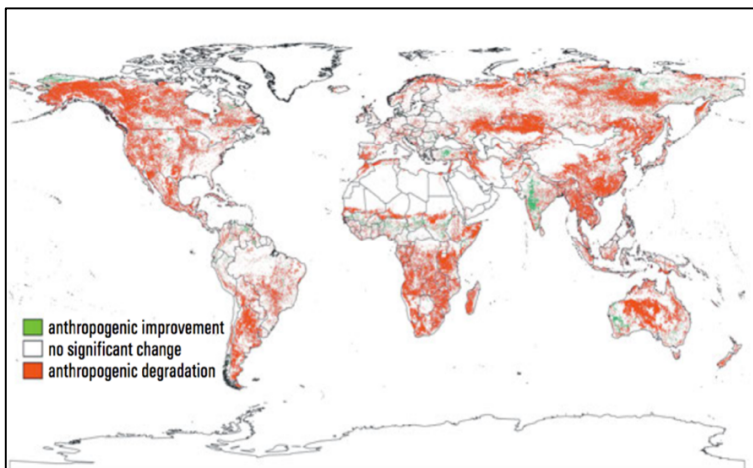 anthropogenic improvement
no significant change
anthropogenic degradation